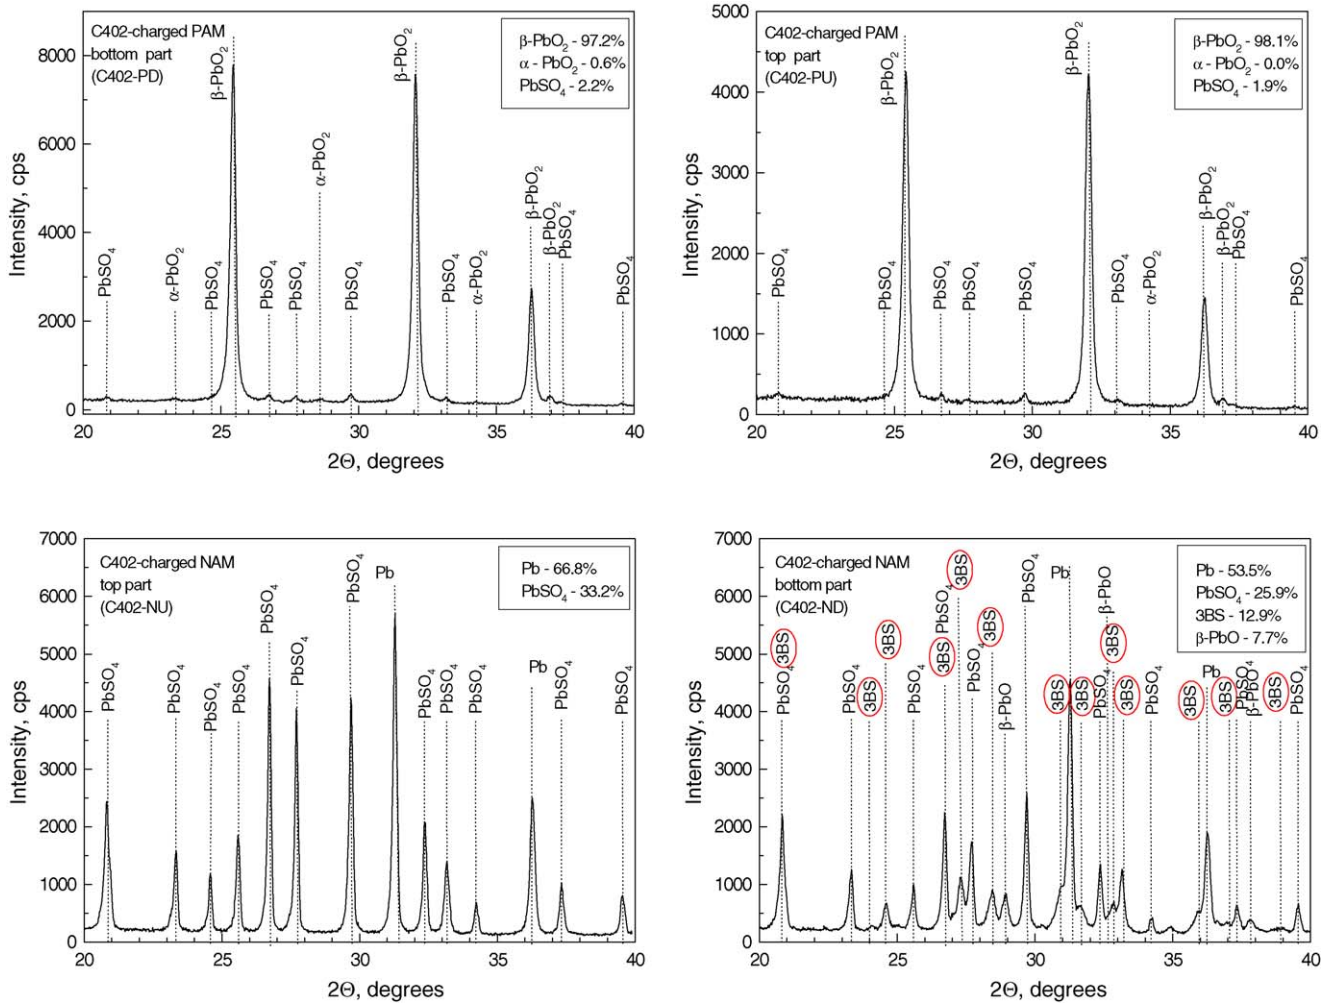 C402-charged PAM
bottom part
(C402-PD)
β-PbO₂ - 97.2%
α - PbO₂ - 0.6%
PbSO₄ - 2.2%
Intensity, cps
8000
6000
4000
2000
0
PbSO₄
α-PbO₂
PbSO₄
β-PbO₂
PbSO₄
PbSO₄
α-PbO₂
PbSO₄
β-PbO₂
PbSO₄
α-PbO₂
β-PbO₂
β-PbO₂
PbSO₄
PbSO₄
20
25
30
35
40
2Θ, degrees
C402-charged PAM
top part
(C402-PU)
β-PbO₂ - 98.1%
α - PbO₂ - 0.0%
PbSO₄ - 1.9%
Intensity, cps
5000
4000
3000
2000
1000
0
PbSO₄
PbSO₄
β-PbO₂
PbSO₄
PbSO₄
PbSO₄
β-PbO₂
PbSO₄
α-PbO₂
β-PbO₂
β-PbO₂
PbSO₄
PbSO₄
20
25
30
35
40
2Θ, degrees
C402-charged NAM
top part
(C402-NU)
Pb - 66.8%
PbSO₄ - 33.2%
Intensity, cps
7000
6000
5000
4000
3000
2000
1000
0
PbSO₄
PbSO₄
PbSO₄
PbSO₄
PbSO₄
PbSO₄
PbSO₄
Pb
PbSO₄
PbSO₄
PbSO₄
Pb
PbSO₄
PbSO₄
20
25
30
35
40
2Θ, degrees
C402-charged NAM
bottom part
(C402-ND)
Pb - 53.5%
PbSO₄ - 25.9%
3BS - 12.9%
β-PbO - 7.7%
Intensity, cps
7000
6000
5000
4000
3000
2000
1000
0
PbSO₄ 3BS
PbSO₄
3BS
3BS
PbSO₄
3BS PbSO₄
3BS
PbSO₄
3BS
β-PbO
PbSO₄
3BS
Pb
3BS
PbSO₄
β-PbO
3BS
3BS
PbSO₄
3BS
Pb
3BS
PbSO₄
β-PbO
3BS
PbSO₄
20
25
30
35
40
2Θ, degrees